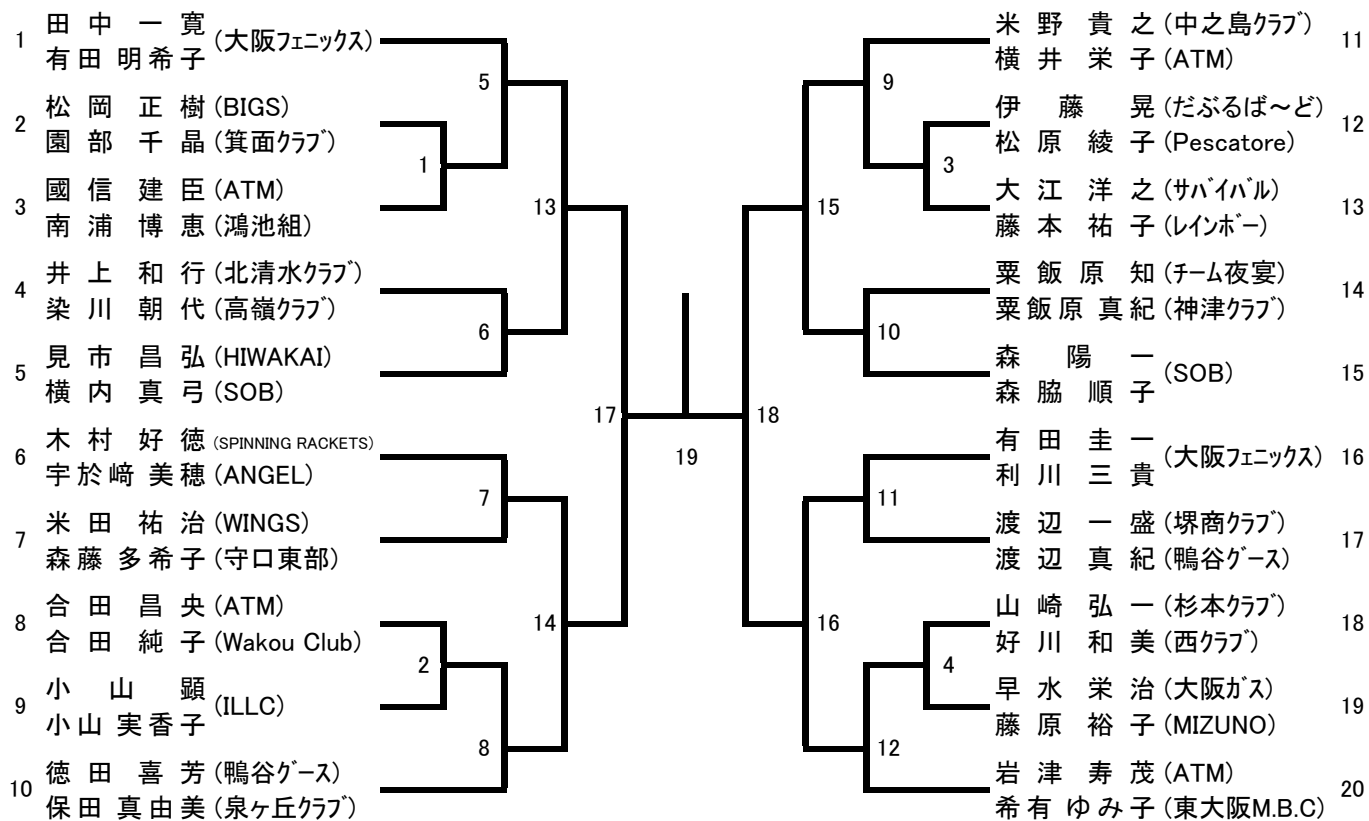 1 田中一寛 (大阪フェニックス)
有田明希子
2 松岡正樹 (BIGS)
園部千晶 (箕面クラブ)
3 國信建臣 (ATM)
南浦博恵 (鴻池組)
4 井上和行 (北清水クラブ)
染川朝代 (高嶺クラブ)
5 見市昌弘 (HIWAKAI)
横内真弓 (SOB)
6 木村好徳 (SPINNING RACKETS)
宇於﨑美穂 (ANGEL)
7 米田祐治 (WINGS)
森藤多希子 (守口東部)
8 合田昌央 (ATM)
合田純子 (Wakou Club)
9 小山顕 (ILLC)
小山実香子
10 徳田喜芳 (鴨谷グース)
保田真由美 (泉ヶ丘クラブ)
5
1
13
6
17
7
14
2
8
19
9
3
15
10
18
11
16
4
12
米野貴之 (中之島クラブ) 11
横井栄子 (ATM)
伊藤晃 (だぶるば~ど) 12
松原綾子 (Pescatore)
大江洋之 (サバイバル) 13
藤本祐子 (レインボー)
粟飯原知 (チーム夜宴) 14
粟飯原真紀 (神津クラブ)
森陽一 (SOB) 15
森脇順子
有田圭一 (大阪フェニックス) 16
利川三貴
渡辺一盛 (堺商クラブ) 17
渡辺真紀 (鴨谷グース)
山崎弘一 (杉本クラブ) 18
好川和美 (西クラブ)
早水栄治 (大阪ガス) 19
藤原裕子 (MIZUNO)
岩津寿茂 (ATM) 20
希有ゆみ子 (東大阪M.B.C)